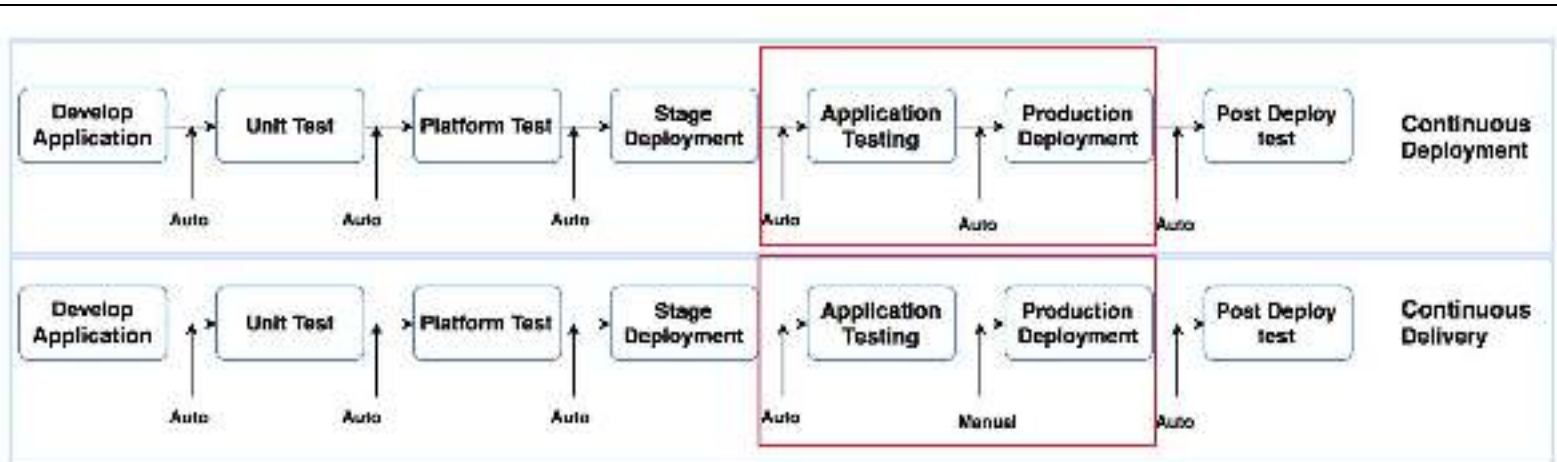 Develop
Application
Unit Test
Platform Test
Stage
Deployment
Application
Testing
Production
Deployment
Post Deploy
test
Continuous
Deployment
Auto
Auto
Auto
Auto
Auto
Auto
Develop
Application
Unit Test
Platform Test
Stage
Deployment
Application
Testing
Production
Deployment
Post Deploy
test
Continuous
Delivery
Auto
Auto
Auto
Auto
Manual
Auto